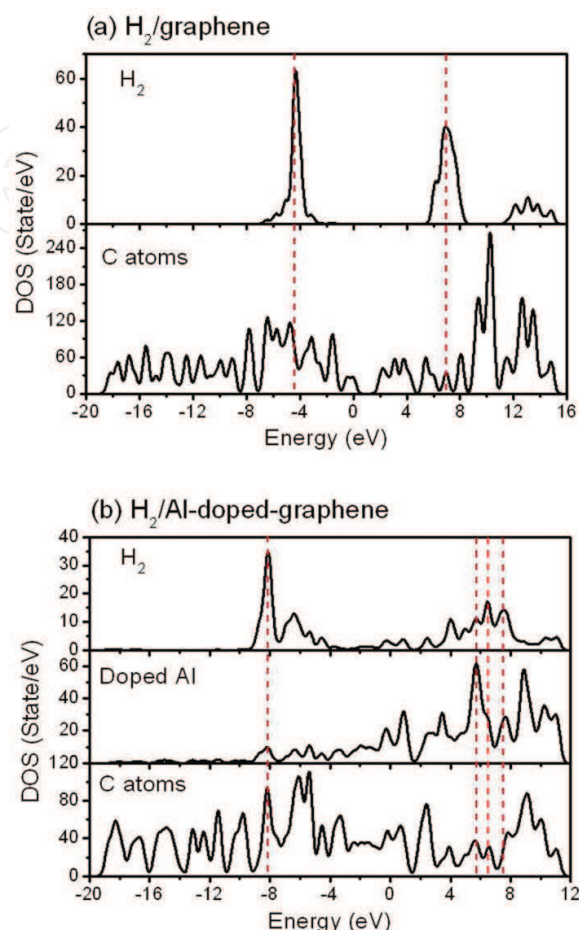 (a) H₂/graphene
H₂
60
40
20
0
DOS (State/eV)
C atoms
240
180
120
60
0
-20 -16 -12 -8 -4 0 4 8 12 16
Energy (eV)
(b) H₂/Al-doped-graphene
40
H₂
30
20
10
0
DOS (State/eV)
60
Doped Al
40
20
120
C atoms
80
40
0
-20 -16 -12 -8 -4 0 4 8 12
Energy (eV)